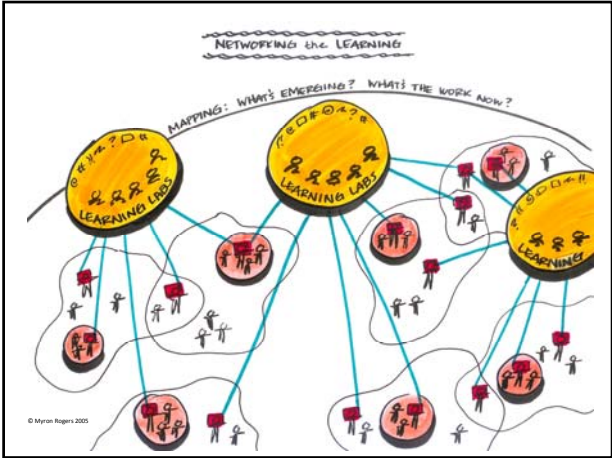 NETWORKING the LEARNING
MAPPING: WHAT'S EMERGING? WHAT'S THE WORK NOW?
LEARNING LABS
LEARNING LABS
LEARNING
© Myron Rogers 2005